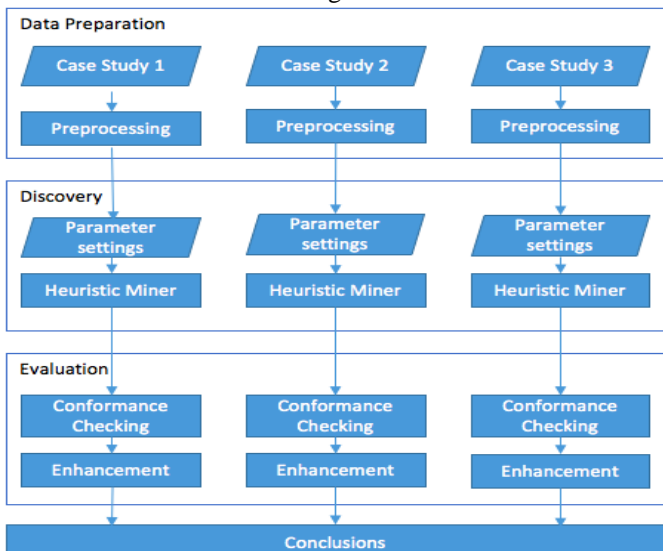 Data Preparation
Case Study 1
Case Study 2
Case Study 3
Preprocessing
Preprocessing
Preprocessing
Discovery
Parameter
settings
Parameter
settings
Parameter
settings
Heuristic Miner
Heuristic Miner
Heuristic Miner
Evaluation
Conformance
Checking
Conformance
Checking
Conformance
Checking
Enhancement
Enhancement
Enhancement
Conclusions